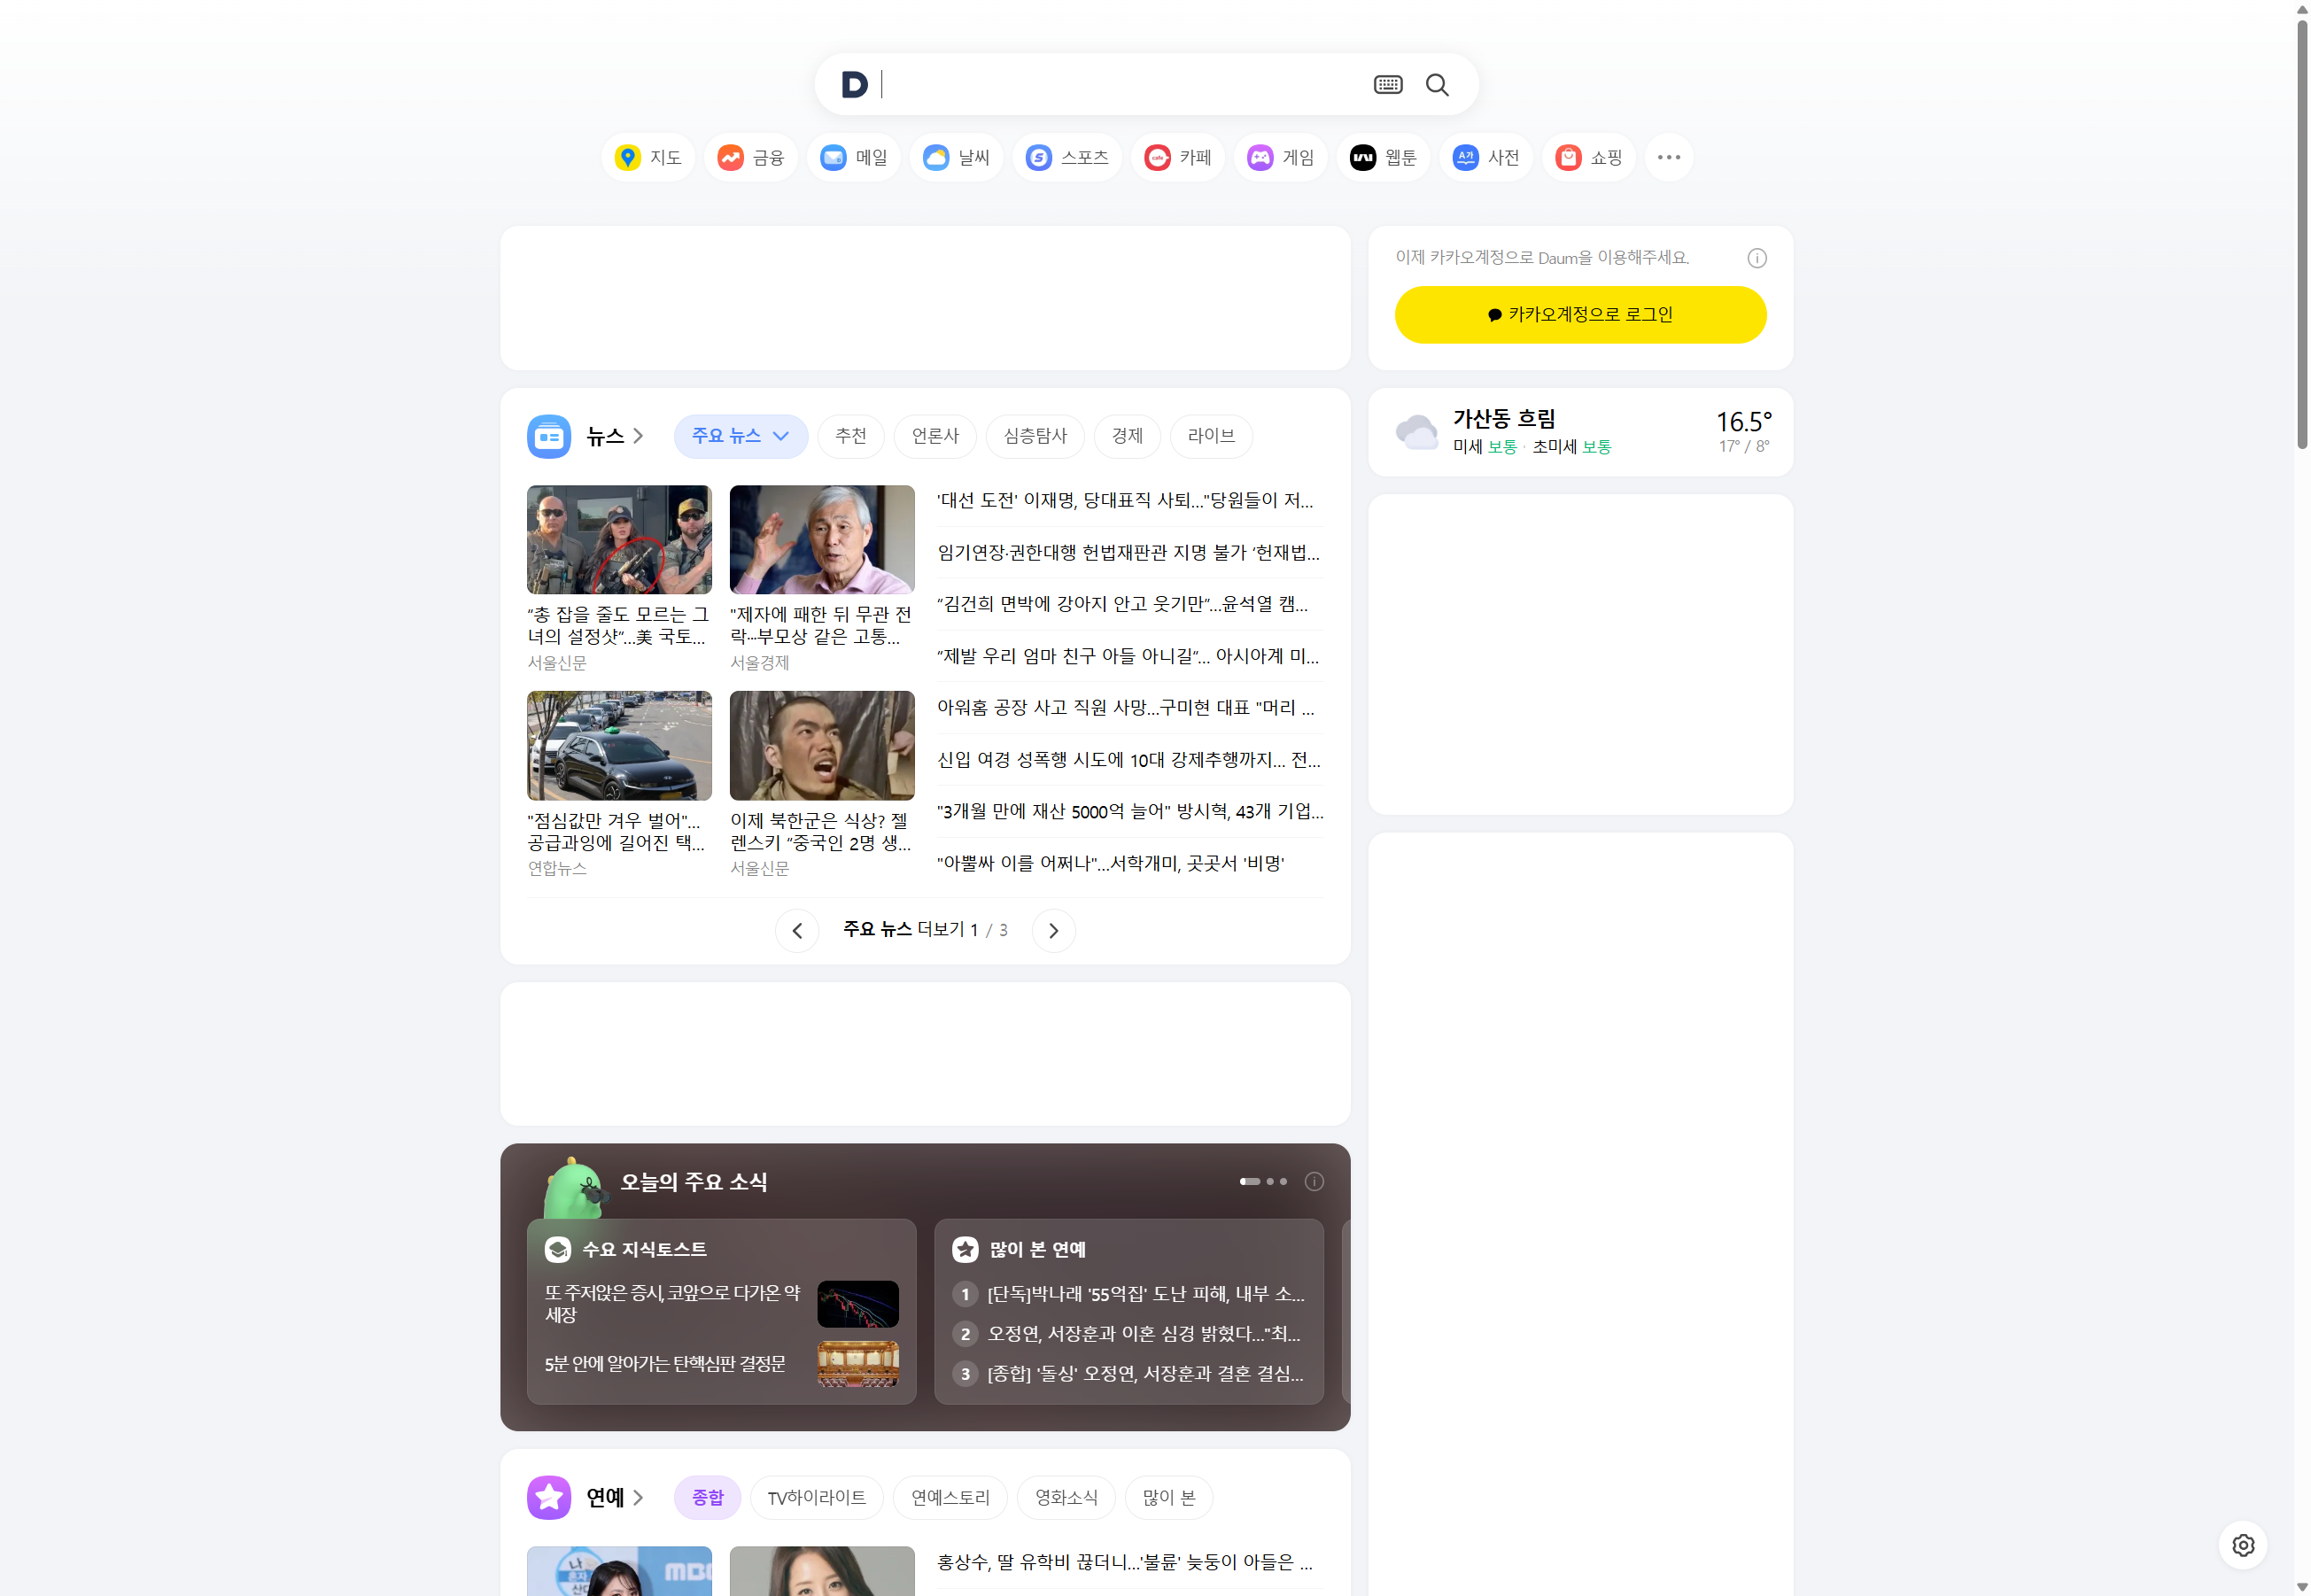 D
지도
금융
메일
날씨
스포츠
cafe 카페
게임
웹툰
A가 사전
쇼핑
이제 카카오계정으로 Daum을 이용해주세요.
카카오계정으로 로그인
뉴스
주요 뉴스
추천
언론사
심층탐사
경제
라이브
가산동 흐림
미세 보통 · 초미세 보통
16.5°
17° / 8°
“총 잡을 줄도 모르는 그
녀의 설정샷”…美 국토...
서울신문
"제자에 패한 뒤 무관 전
락···부모상 같은 고통...
서울경제
"점심값만 겨우 벌어"…
공급과잉에 길어진 택...
연합뉴스
이제 북한군은 식상? 젤
렌스키 “중국인 2명 생...
서울신문
'대선 도전' 이재명, 당대표직 사퇴…"당원들이 저...
임기연장·권한대행 헌법재판관 지명 불가 ‘헌재법...
“김건희 면박에 강아지 안고 웃기만”…윤석열 캠...
“제발 우리 엄마 친구 아들 아니길”… 아시아계 미...
아워홈 공장 사고 직원 사망…구미현 대표 "머리 ...
신입 여경 성폭행 시도에 10대 강제추행까지… 전...
"3개월 만에 재산 5000억 늘어" 방시혁, 43개 기업...
"아뿔싸 이를 어쩌나"…서학개미, 곳곳서 '비명'
주요 뉴스 더보기 1 / 3
오늘의 주요 소식
수요 지식토스트
또 주저앉은 증시, 코앞으로 다가온 약
세장
5분 안에 알아가는 탄핵심판 결정문
많이 본 연예
1 [단독]박나래 '55억집' 도난 피해, 내부 소...
2 오정연, 서장훈과 이혼 심경 밝혔다…"최...
3 [종합] '돌싱' 오정연, 서장훈과 결혼 결심...
연예
종합
TV하이라이트
연예스토리
영화소식
많이 본
홍상수, 딸 유학비 끊더니…'불륜' 늦둥이 아들은 ...